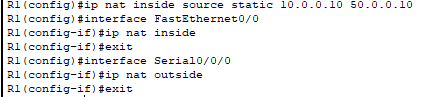 R1(config)#ip nat inside source static 10.0.0.10 50.0.0.10
R1(config)#interface FastEthernet0/0
R1(config-if)#ip nat inside
R1(config-if)#exit
R1(config)#interface Serial0/0/0
R1(config-if)#ip nat outside
R1(config-if)#exit